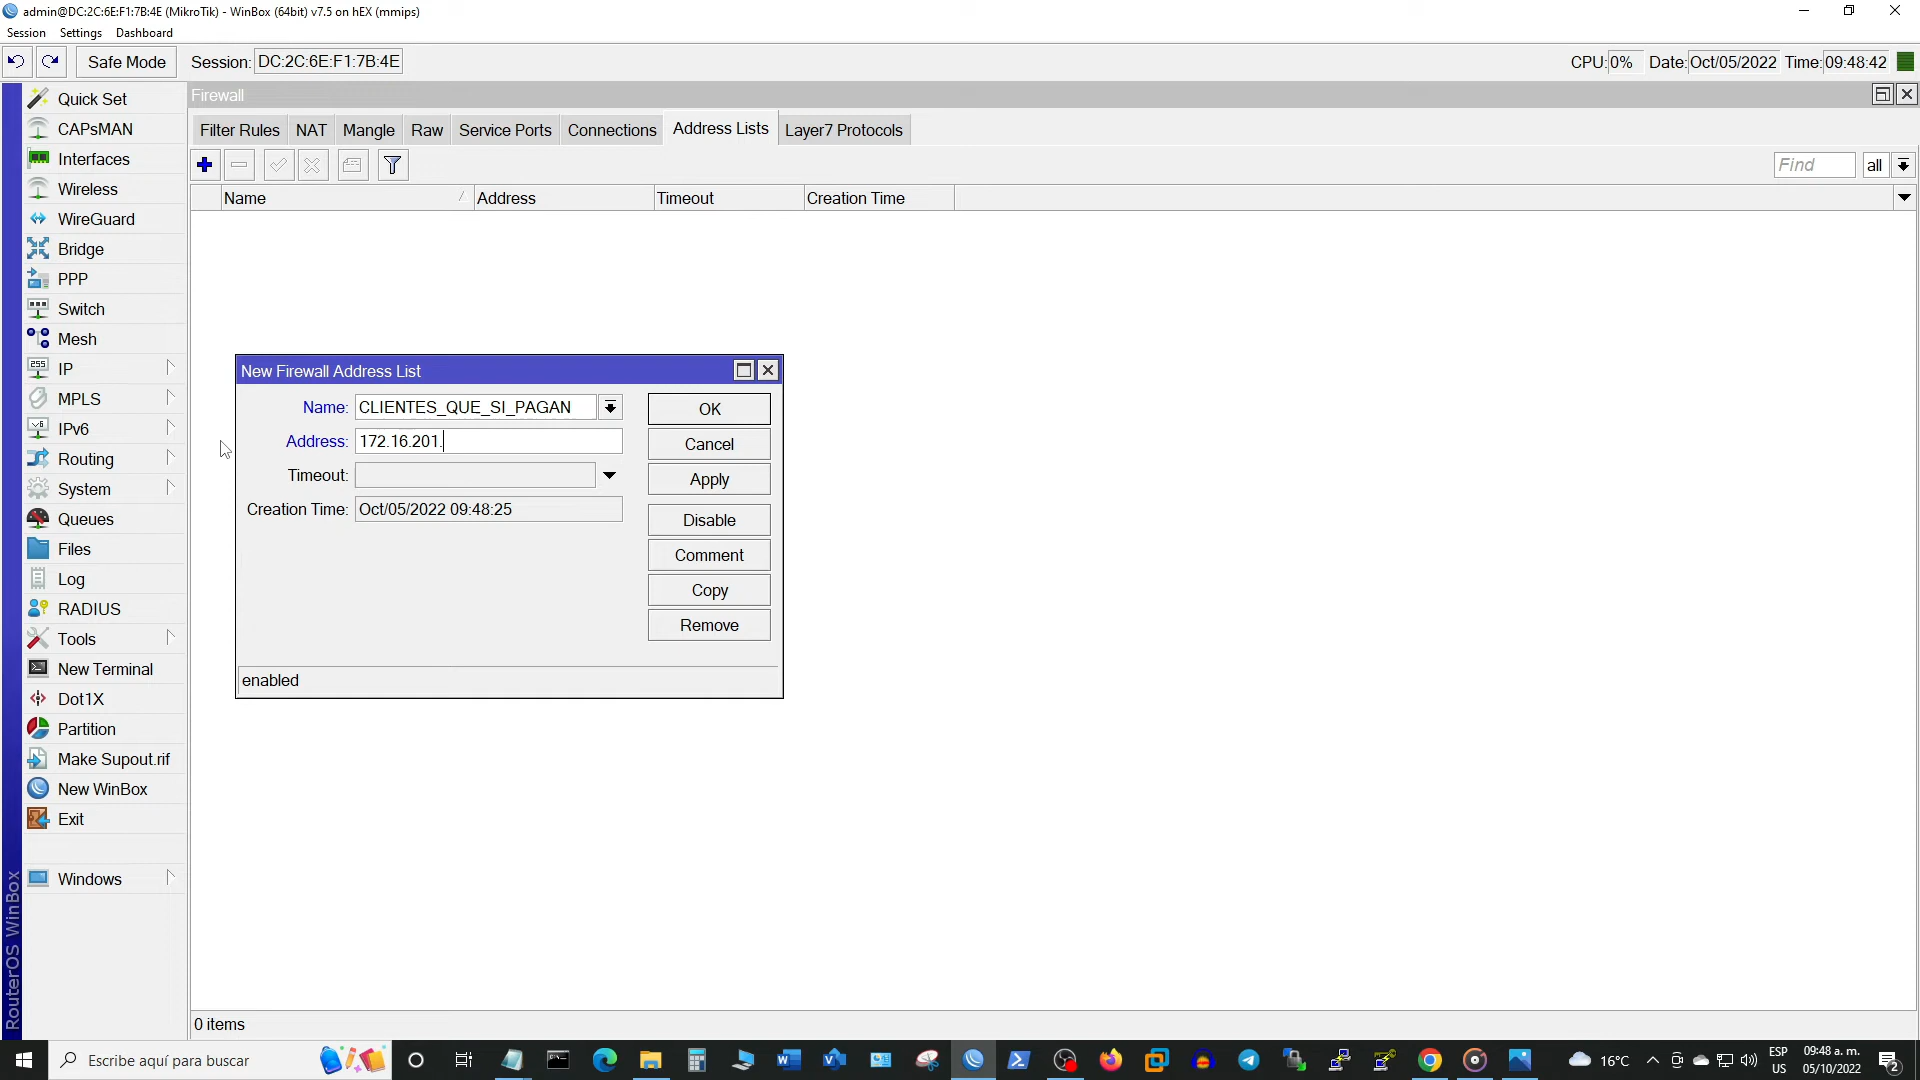 admin@DC:2C:6E:F1:7B:4E (MikroTik) - WinBox (64bit) v7.5 on hEX (mmips)
Session Settings Dashboard
Safe Mode Session: DC:2C:6E:F1:7B:4E CPU: 0% Date: Oct/05/2022 Time: 09:48:42
Firewall
Filter Rules NAT Mangle Raw Service Ports Connections Address Lists Layer7 Protocols
Find all
Name Address Timeout Creation Time
Quick Set
CAPsMAN
Interfaces
Wireless
WireGuard
Bridge
PPP
Switch
Mesh
255 IP
MPLS
v6 IPv6
Routing
System
Queues
Files
Log
RADIUS
Tools
New Terminal
Dot1X
Partition
Make Supout.rif
New WinBox
Exit
Windows
RouterOS WinBox
New Firewall Address List
Name: CLIENTES_QUE_SI_PAGAN
Address: 172.16.201.
Timeout:
Creation Time: Oct/05/2022 09:48:25
OK
Cancel
Apply
Disable
Comment
Copy
Remove
enabled
0 items
Escribe aquí para buscar
16°C
ESP
US
09:48 a. m.
05/10/2022
2